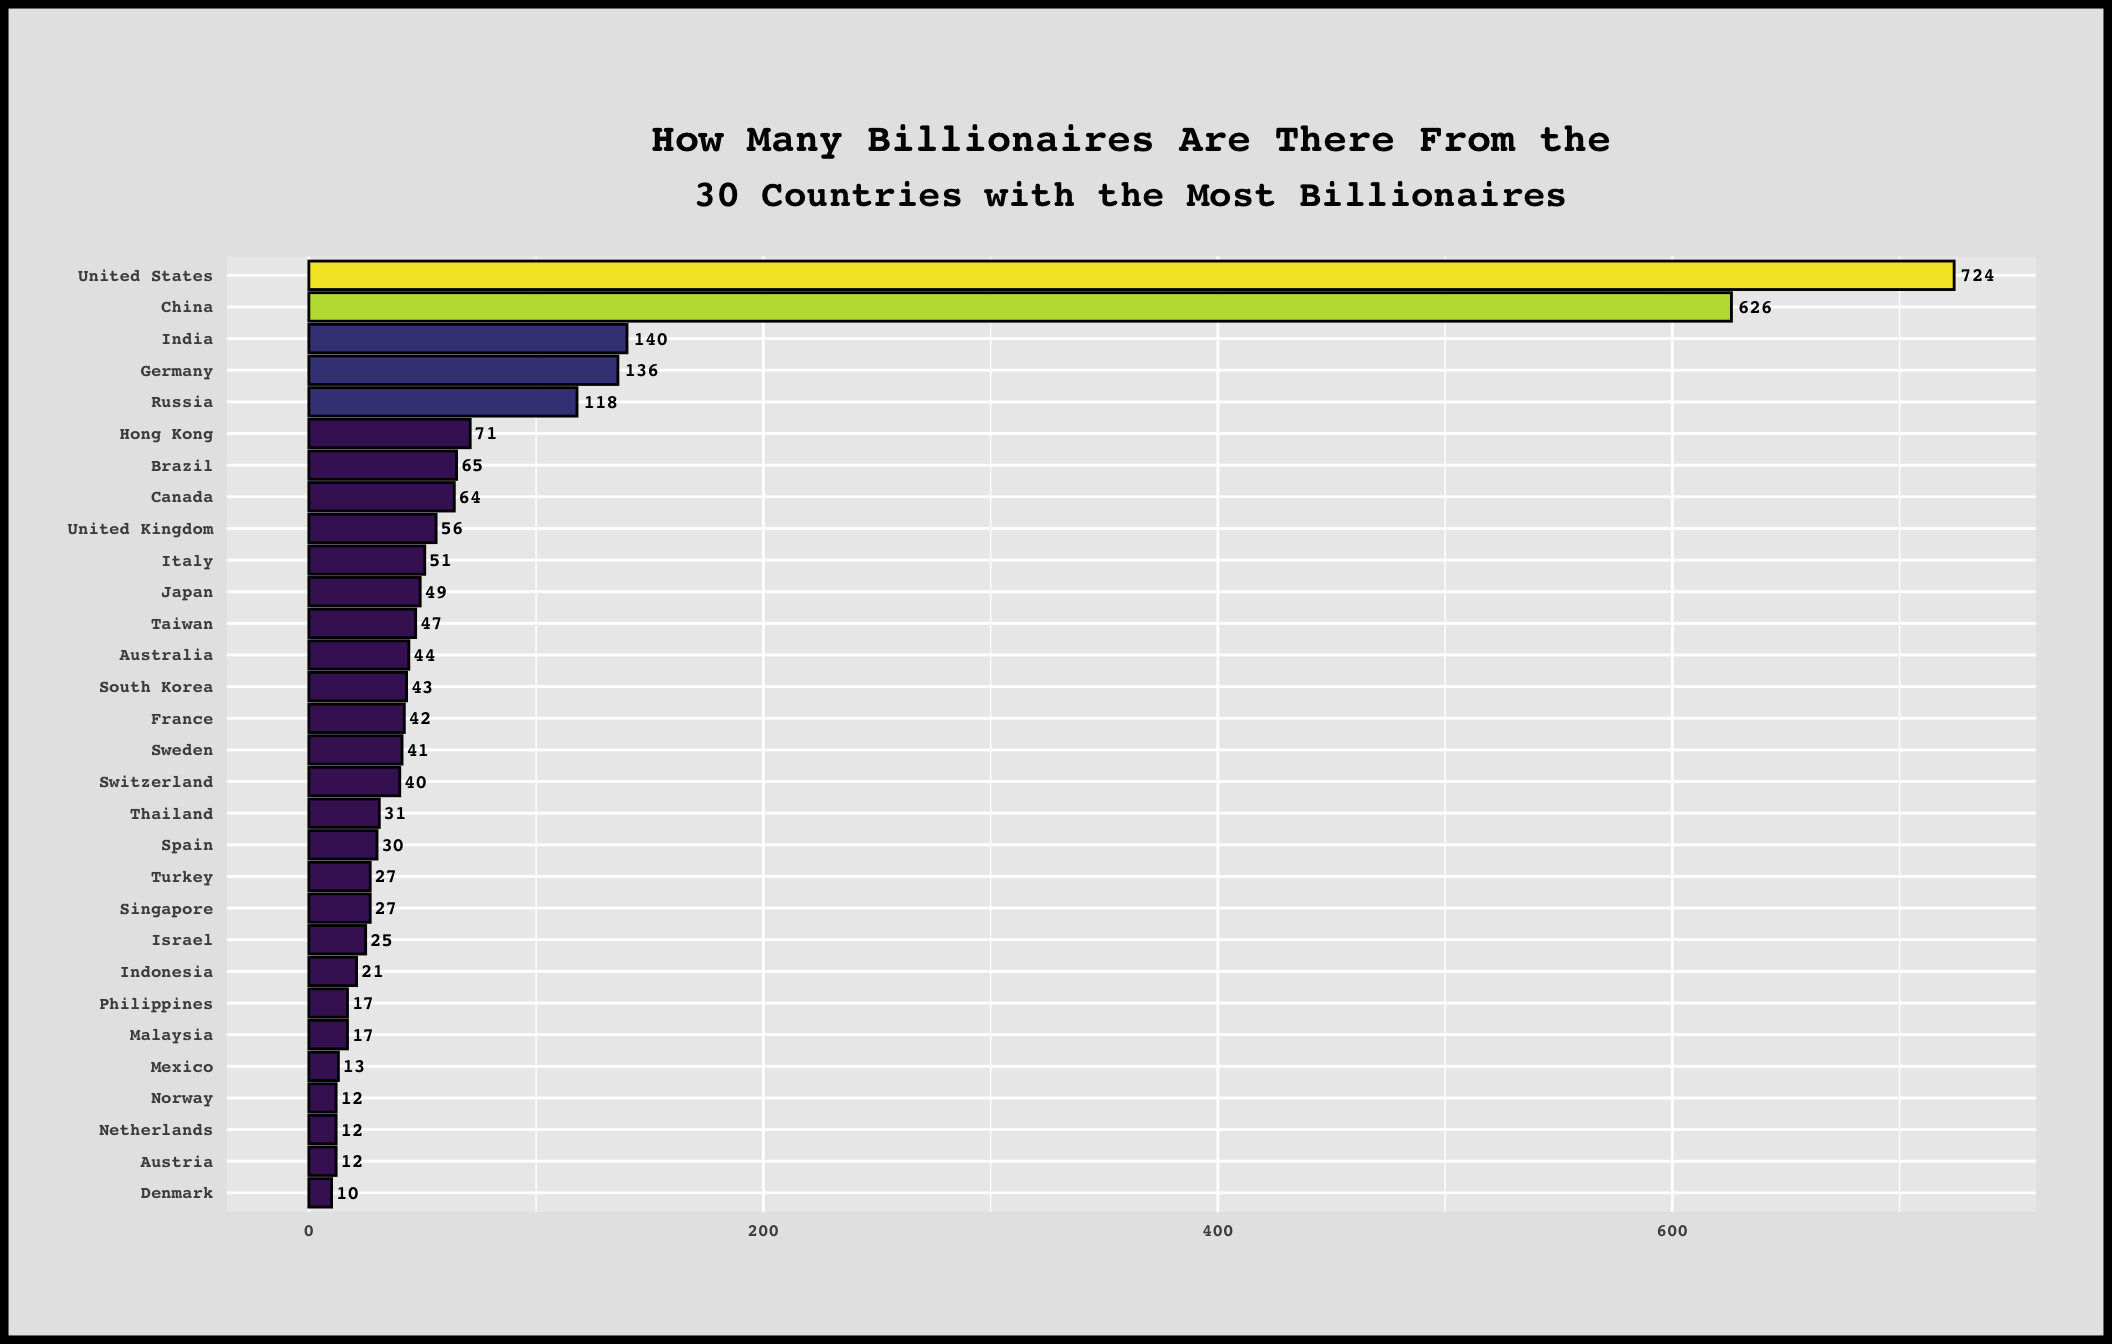 How Many Billionaires Are There From the
30 Countries with the Most Billionaires
United States 724
China 626
India 140
Germany 136
Russia 118
Hong Kong 71
Brazil 65
Canada 64
United Kingdom 56
Italy 51
Japan 49
Taiwan 47
Australia 44
South Korea 43
France 42
Sweden 41
Switzerland 40
Thailand 31
Spain 30
Turkey 27
Singapore 27
Israel 25
Indonesia 21
Philippines 17
Malaysia 17
Mexico 13
Norway 12
Netherlands 12
Austria 12
Denmark 10
0 200 400 600